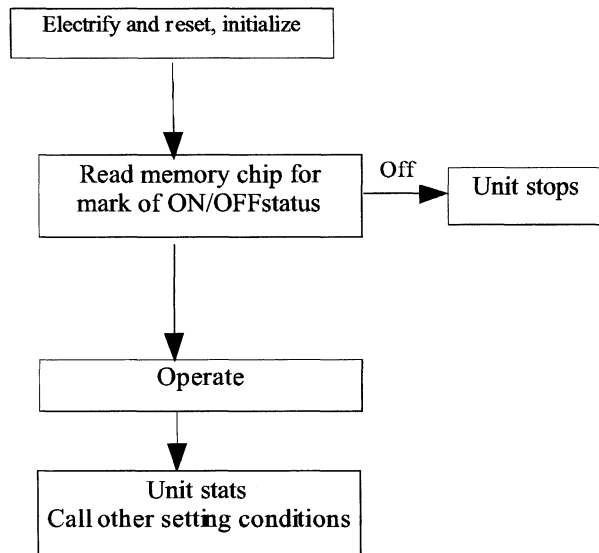 Electrify and reset, initialize
Read memory chip for
mark of ON/OFFstatus
Off
Unit stops
Operate
Unit stats
Call other setting conditions